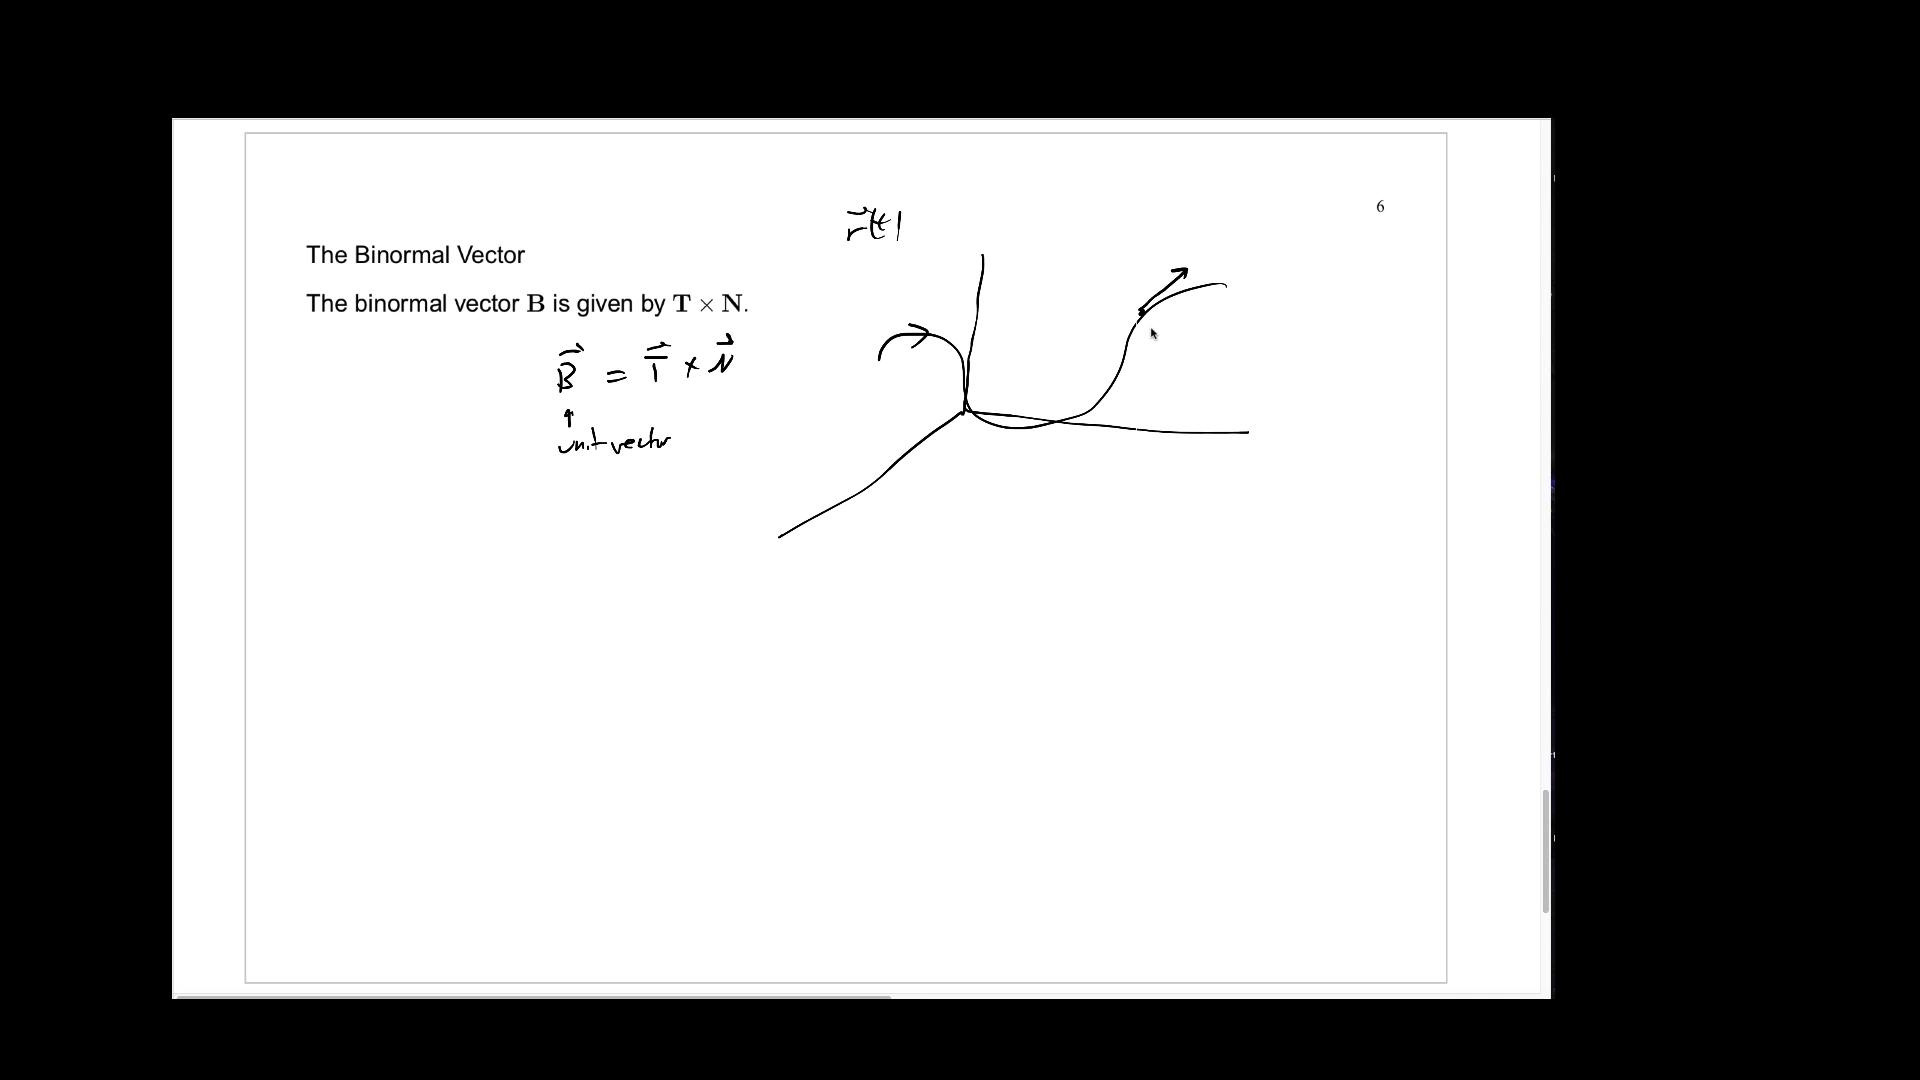 6
r⃗(t)
The Binormal Vector
The binormal vector B is given by T × N.
B⃗ = T⃗ × N⃗
↑
unit vector